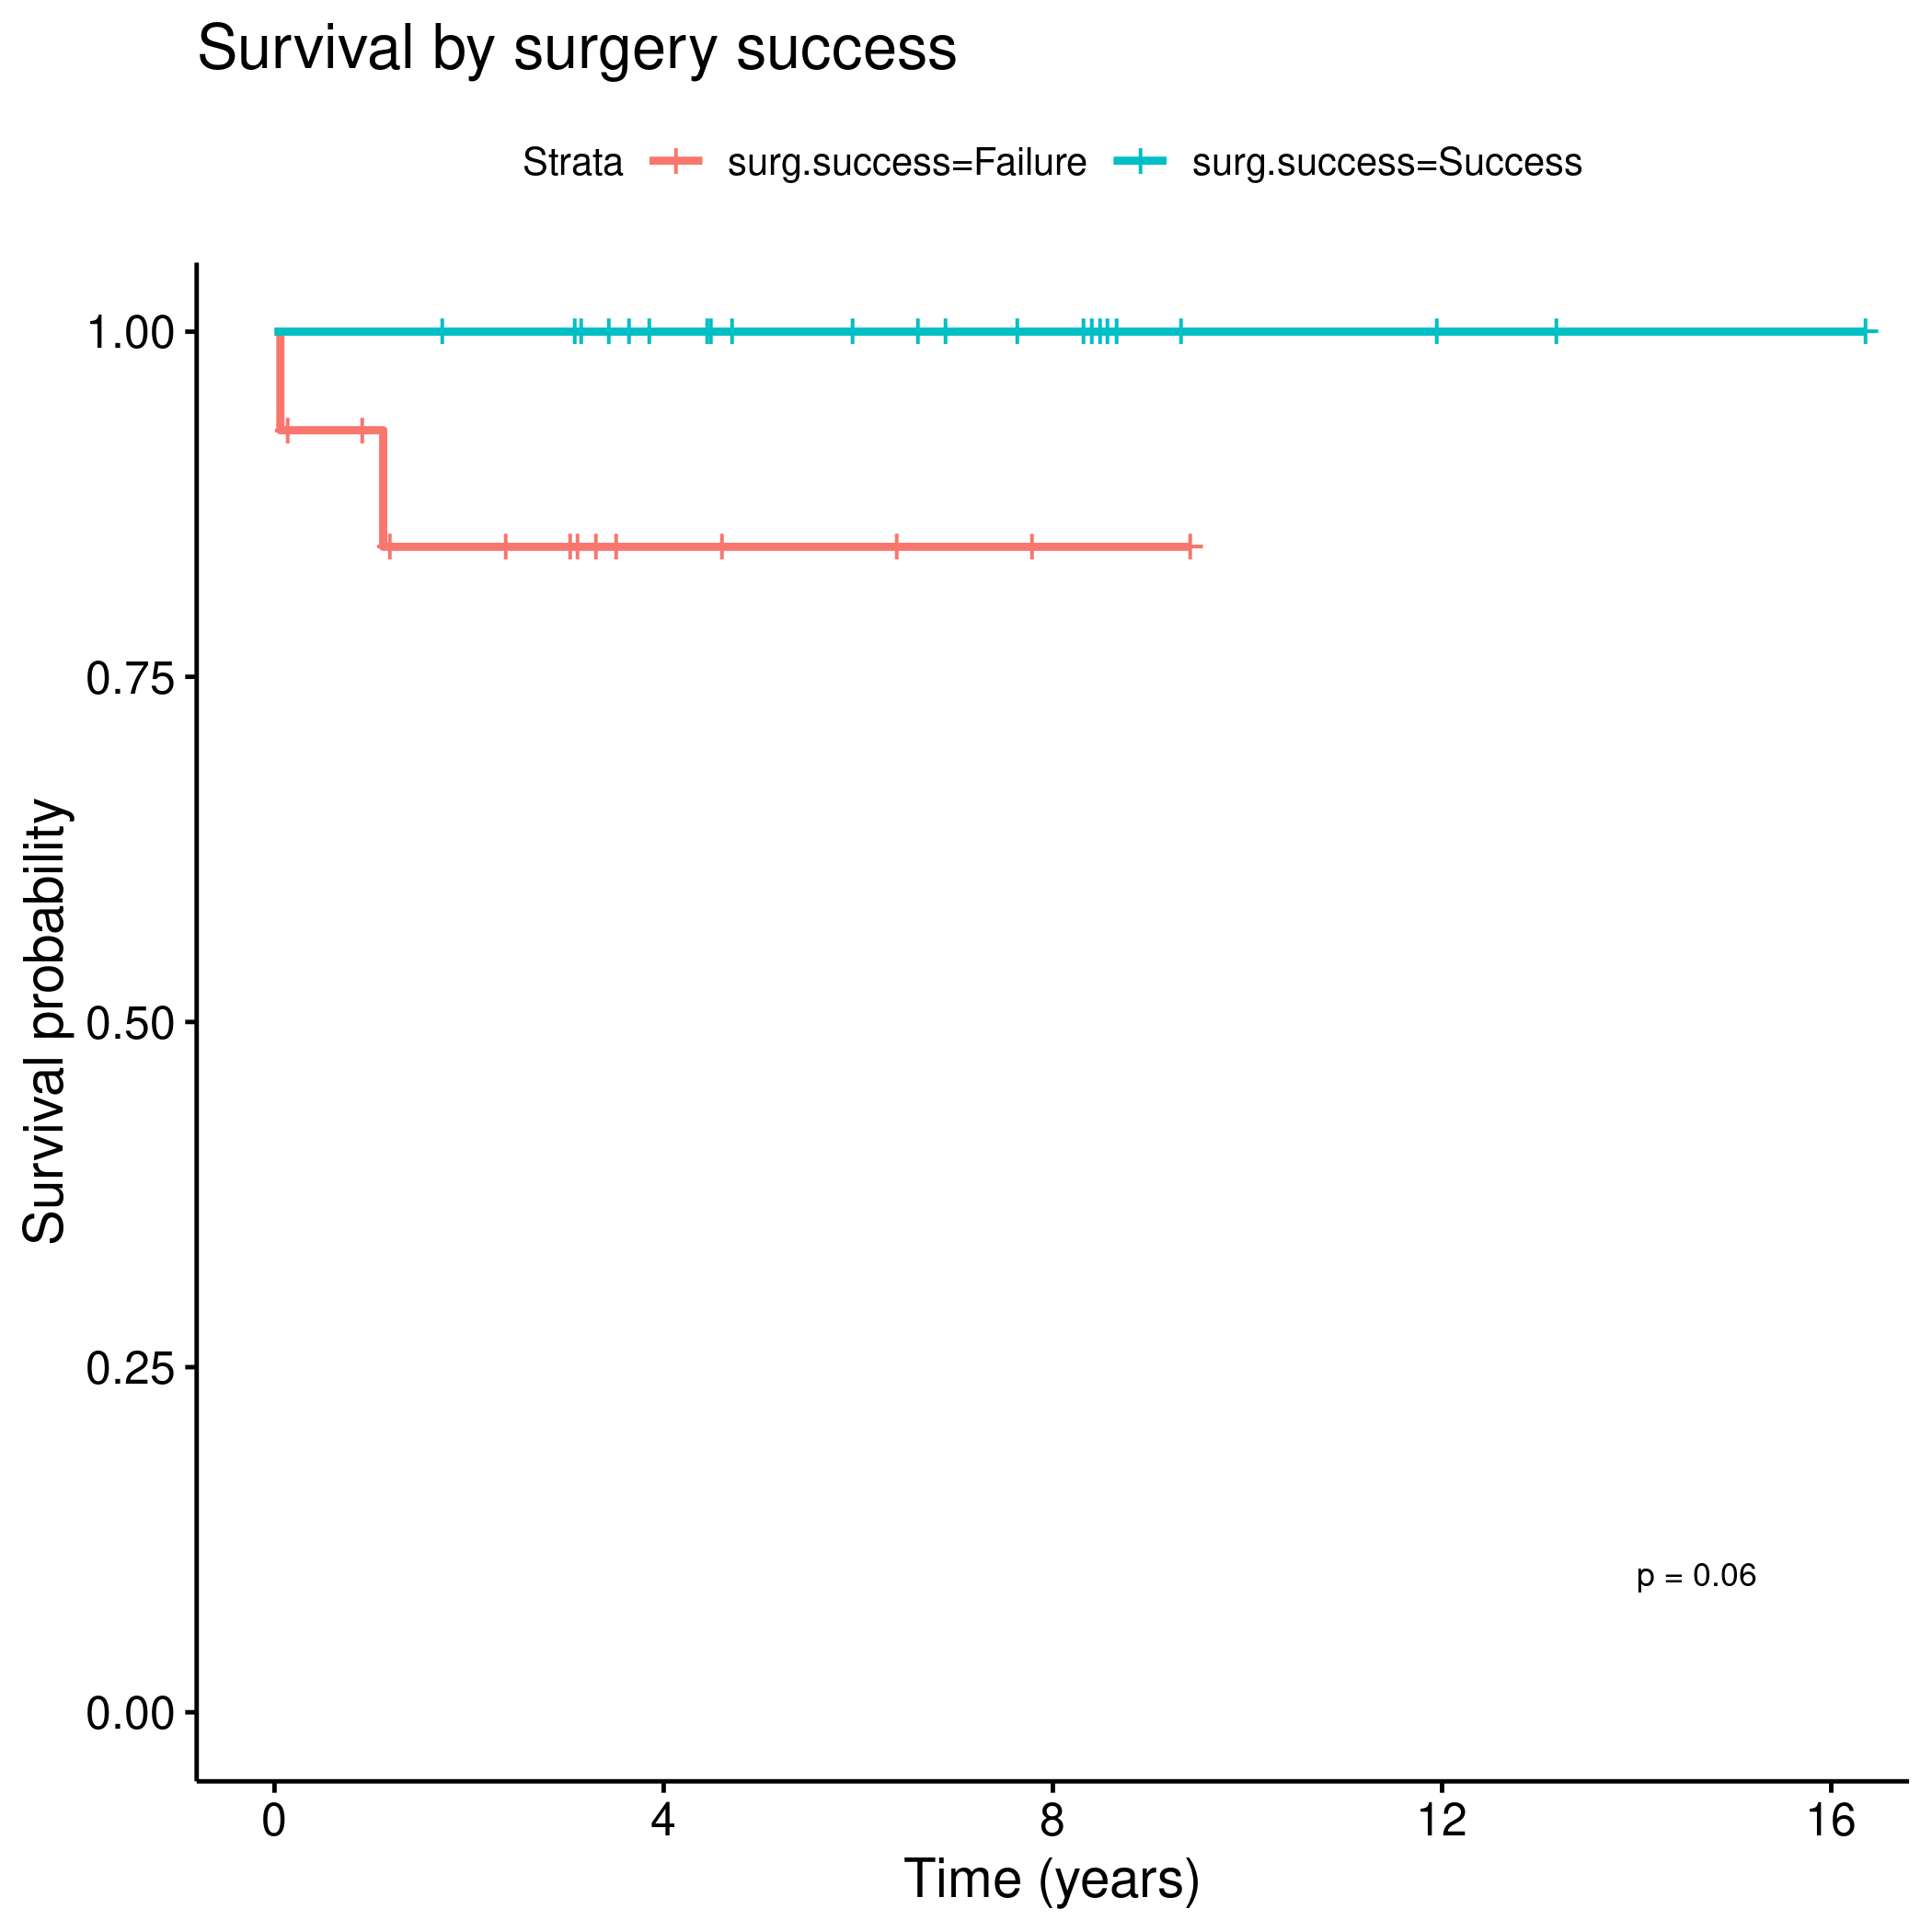 Survival by surgery success
Strata surg.success=Failure surg.success=Success
1.00
0.75
0.50
0.25
0.00
Survival probability
p = 0.06
0 4 8 12 16
Time (years)